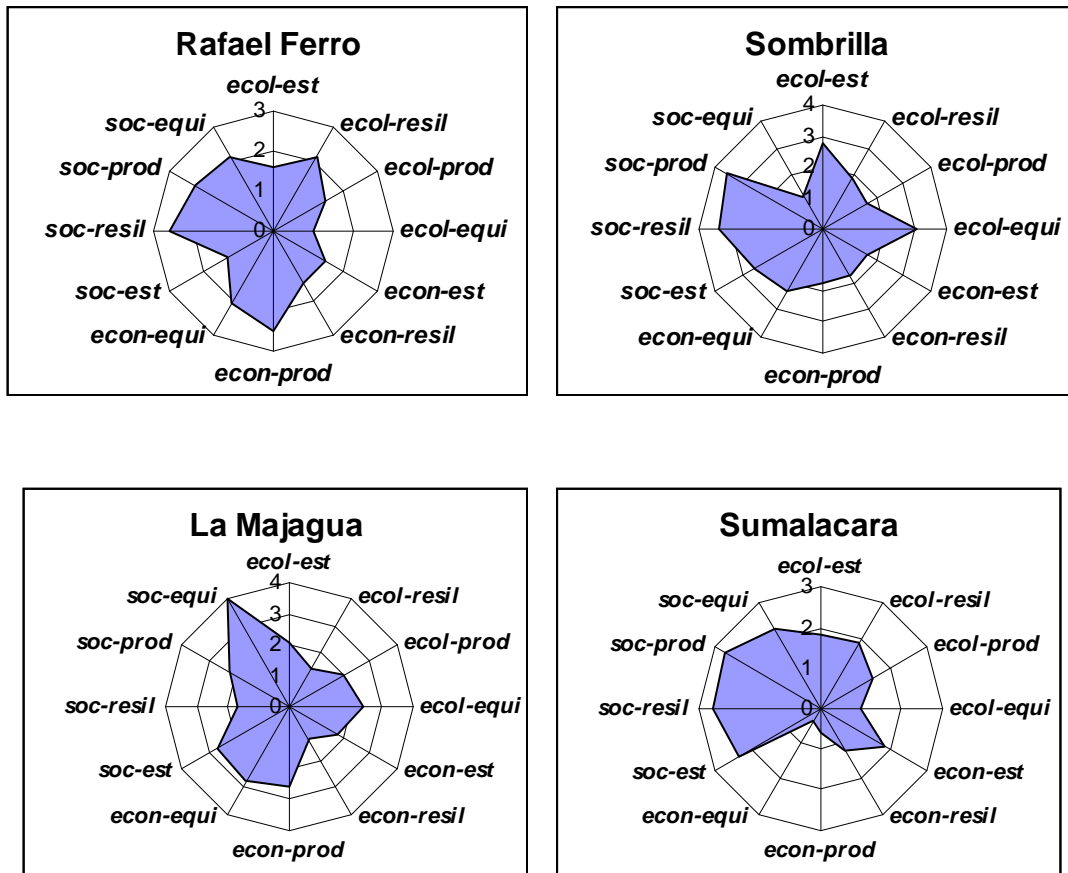 Rafael Ferro
ecol-est
3
soc-equi
ecol-resil
2
soc-prod
ecol-prod
1
soc-resil
0
ecol-equi
soc-est
econ-est
econ-equi
econ-resil
econ-prod
Sombrilla
ecol-est
4
soc-equi
ecol-resil
3
soc-prod
ecol-prod
2
1
soc-resil
0
ecol-equi
soc-est
econ-est
econ-equi
econ-resil
econ-prod
La Majagua
ecol-est
4
soc-equi
ecol-resil
3
soc-prod
ecol-prod
2
1
soc-resil
0
ecol-equi
soc-est
econ-est
econ-equi
econ-resil
econ-prod
Sumalacara
ecol-est
3
soc-equi
ecol-resil
2
soc-prod
ecol-prod
1
soc-resil
0
ecol-equi
soc-est
econ-est
econ-equi
econ-resil
econ-prod